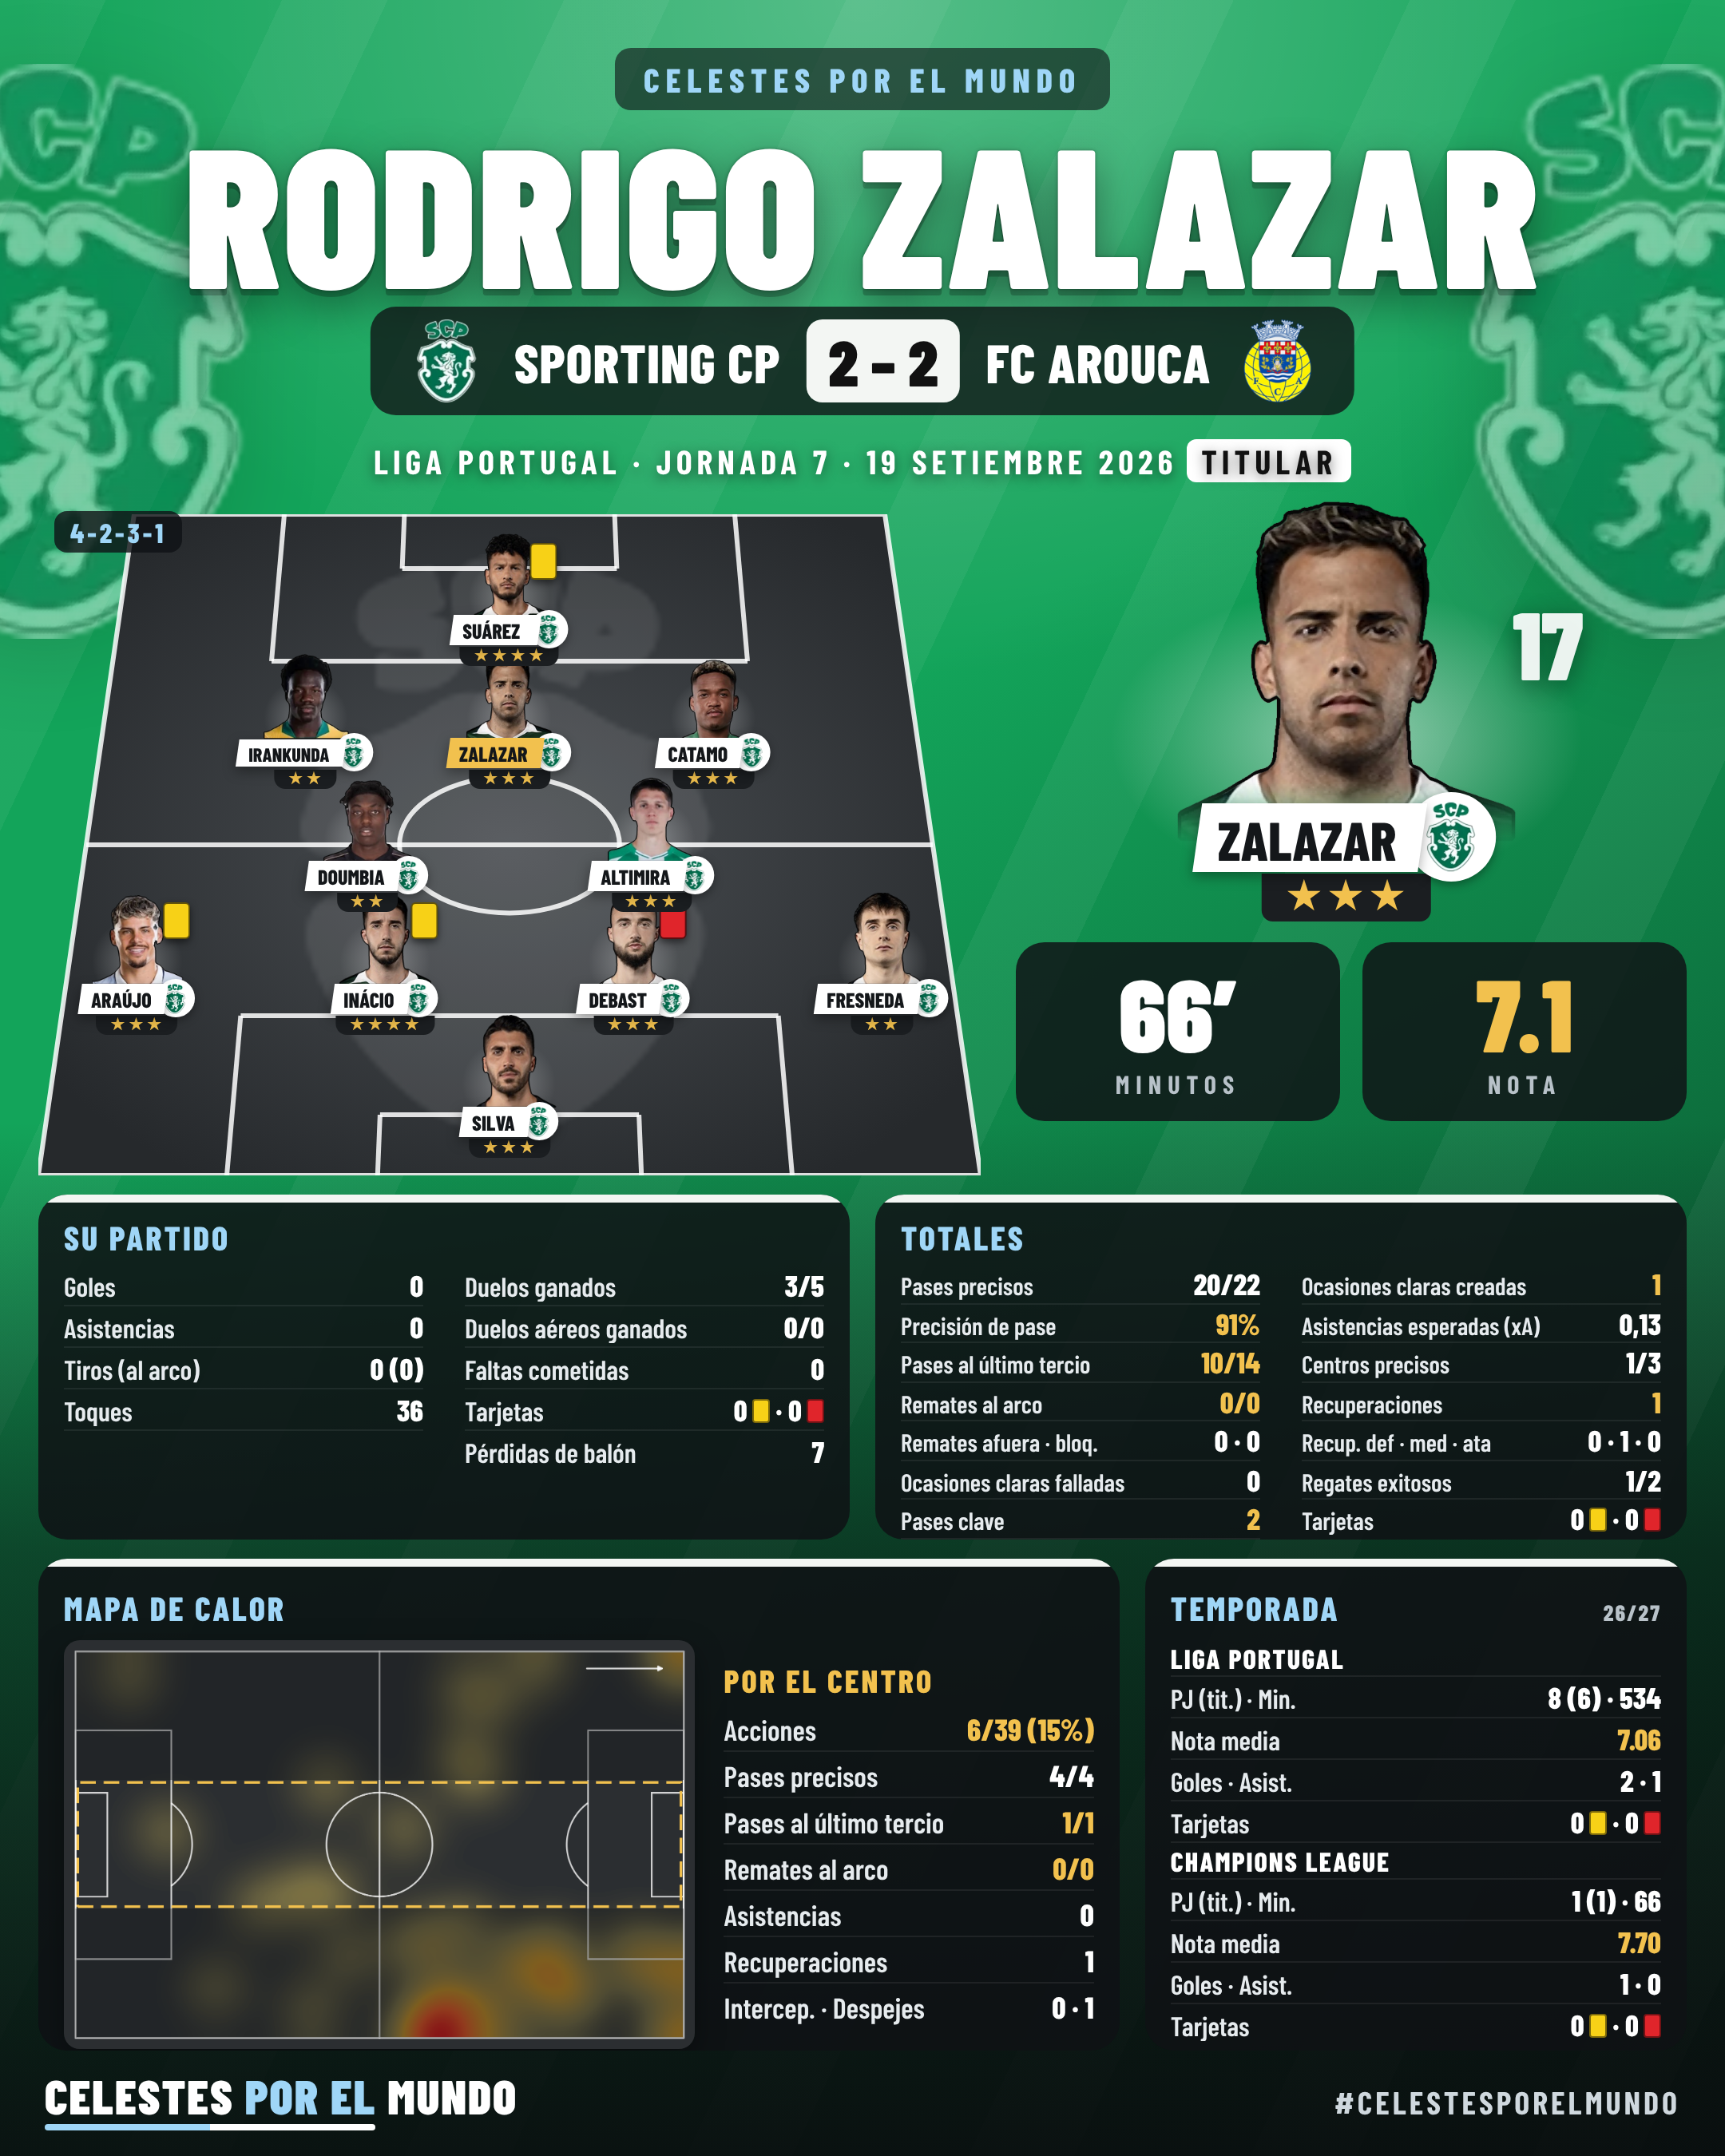 CELESTES POR EL MUNDO
RODRIGO ZALAZAR
SPORTING CP 2 - 2 FC AROUCA
LIGA PORTUGAL · JORNADA 7 · 19 SETIEMBRE 2026 TITULAR
4-2-3-1
SUÁREZ
IRANKUNDA
ZALAZAR
CATAMO
DOUMBIA
ALTIMIRA
ARAÚJO
INÁCIO
DEBAST
FRESNEDA
SILVA
17
ZALAZAR
66’
MINUTOS
7.1
NOTA
SU PARTIDO
Goles 0
Asistencias 0
Tiros (al arco) 0 (0)
Toques 36
Duelos ganados 3/5
Duelos aéreos ganados 0/0
Faltas cometidas 0
Tarjetas 0 · 0
Pérdidas de balón 7
TOTALES
Pases precisos 20/22
Precisión de pase 91%
Pases al último tercio 10/14
Remates al arco 0/0
Remates afuera · bloq. 0 · 0
Ocasiones claras falladas 0
Pases clave 2
Ocasiones claras creadas 1
Asistencias esperadas (xA) 0,13
Centros precisos 1/3
Recuperaciones 1
Recup. def · med · ata 0 · 1 · 0
Regates exitosos 1/2
Tarjetas 0 · 0
MAPA DE CALOR
POR EL CENTRO
Acciones 6/39 (15%)
Pases precisos 4/4
Pases al último tercio 1/1
Remates al arco 0/0
Asistencias 0
Recuperaciones 1
Intercep. · Despejes 0 · 1
TEMPORADA 26/27
LIGA PORTUGAL
PJ (tit.) · Min. 8 (6) · 534
Nota media 7.06
Goles · Asist. 2 · 1
Tarjetas 0 · 0
CHAMPIONS LEAGUE
PJ (tit.) · Min. 1 (1) · 66
Nota media 7.70
Goles · Asist. 1 · 0
Tarjetas 0 · 0
CELESTES POR EL MUNDO
#CELESTESPORELMUNDO